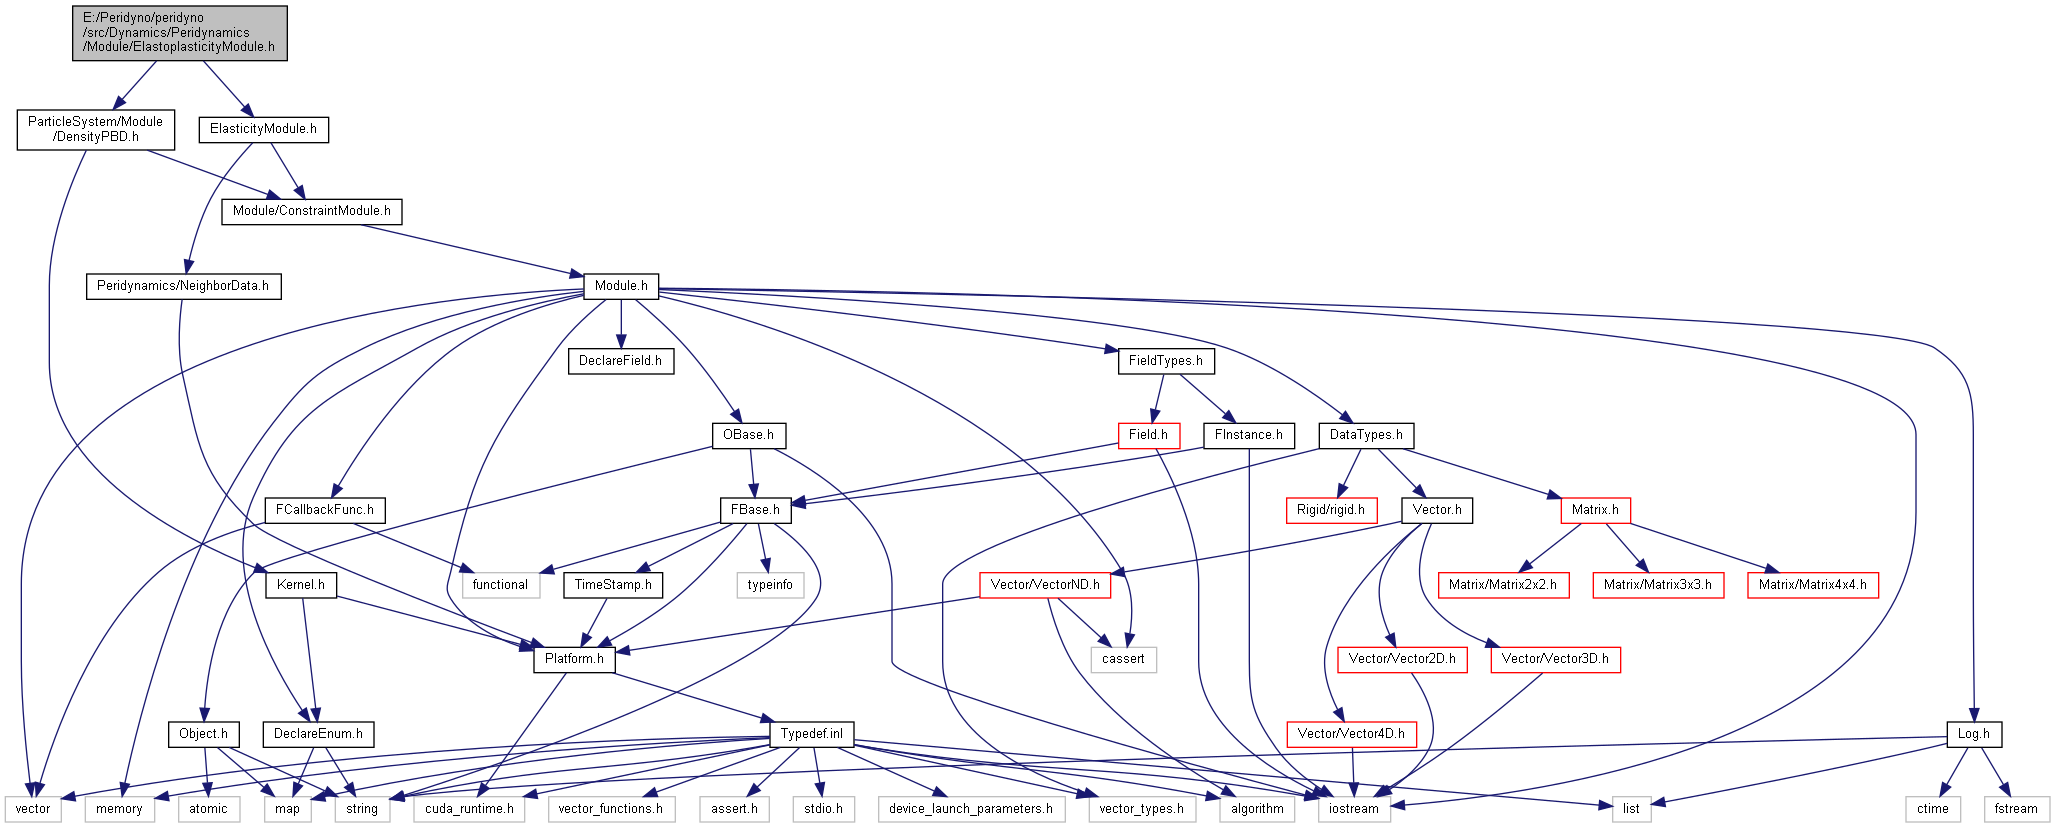 E:/Peridyno/peridyno
/src/Dynamics/Peridynamics
/Module/ElastoplasticityModule.h
ParticleSystem/Module
/DensityPBD.h
ElasticityModule.h
Module/ConstraintModule.h
Peridynamics/NeighborData.h
Module.h
DeclareField.h
FieldTypes.h
OBase.h
Field.h
FInstance.h
DataTypes.h
FCallbackFunc.h
FBase.h
Rigid/rigid.h
Vector.h
Matrix.h
Kernel.h
functional
TimeStamp.h
typeinfo
Vector/VectorND.h
Matrix/Matrix2x2.h
Matrix/Matrix3x3.h
Matrix/Matrix4x4.h
Platform.h
cassert
Vector/Vector2D.h
Vector/Vector3D.h
Object.h
DeclareEnum.h
Typedef.inl
Vector/Vector4D.h
Log.h
vector
memory
atomic
map
string
cuda_runtime.h
vector_functions.h
assert.h
stdio.h
device_launch_parameters.h
vector_types.h
algorithm
iostream
list
ctime
fstream